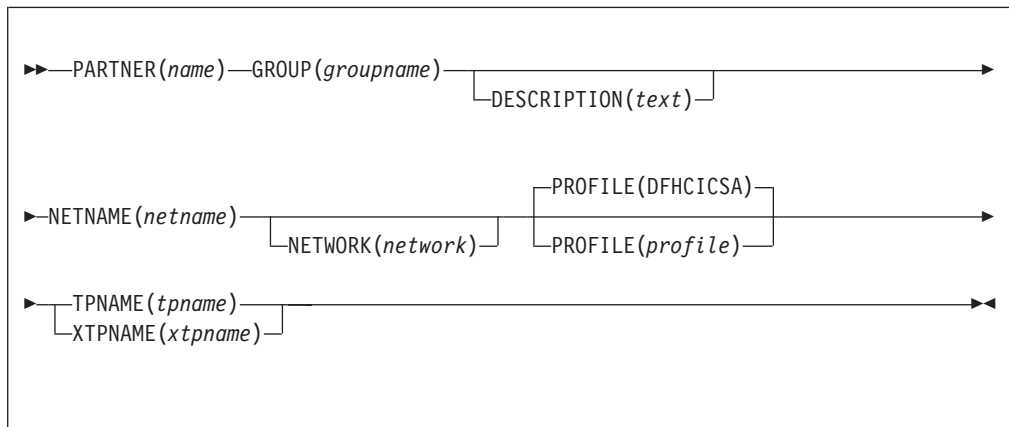 PARTNER(name) GROUP(groupname)
DESCRIPTION(text)
PROFILE(DFHCICSA)
NETNAME(netname)
NETWORK(network) PROFILE(profile)
TPNAME(tpname)
XTPNAME(xtpname)